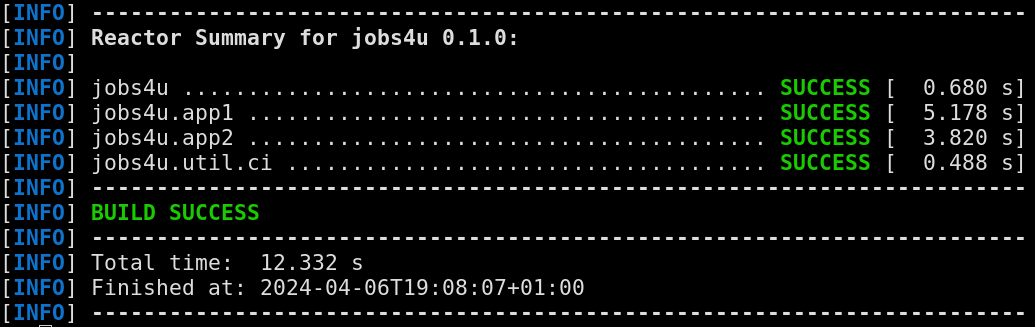 [INFO] ------------------------------------------------------------------------
[INFO] Reactor Summary for jobs4u 0.1.0:
[INFO]
[INFO] jobs4u ............................................. SUCCESS [  0.680 s]
[INFO] jobs4u.app1 ........................................ SUCCESS [  5.178 s]
[INFO] jobs4u.app2 ........................................ SUCCESS [  3.820 s]
[INFO] jobs4u.util.ci ..................................... SUCCESS [  0.488 s]
[INFO] ------------------------------------------------------------------------
[INFO] BUILD SUCCESS
[INFO] ------------------------------------------------------------------------
[INFO] Total time:  12.332 s
[INFO] Finished at: 2024-04-06T19:08:07+01:00
[INFO] ------------------------------------------------------------------------